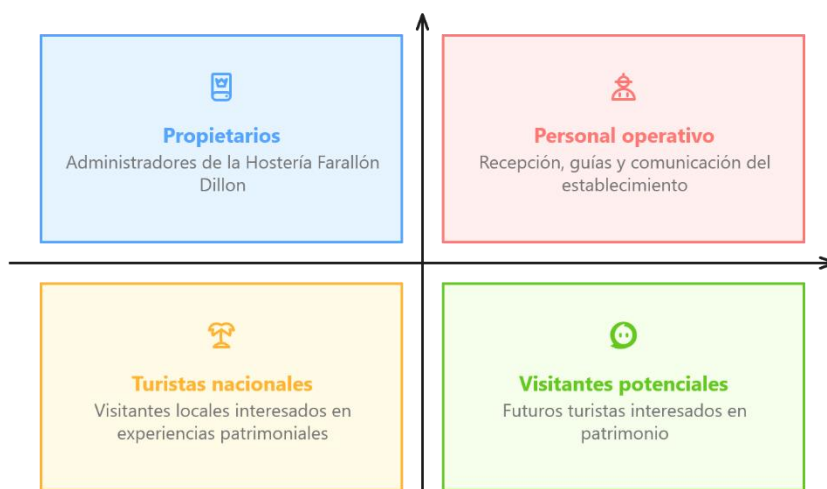 Propietarios
Administradores de la Hostería Farallón
Dillon
Personal operativo
Recepción, guías y comunicación del
establecimiento
Turistas nacionales
Visitantes locales interesados en
experiencias patrimoniales
Visitantes potenciales
Futuros turistas interesados en
patrimonio